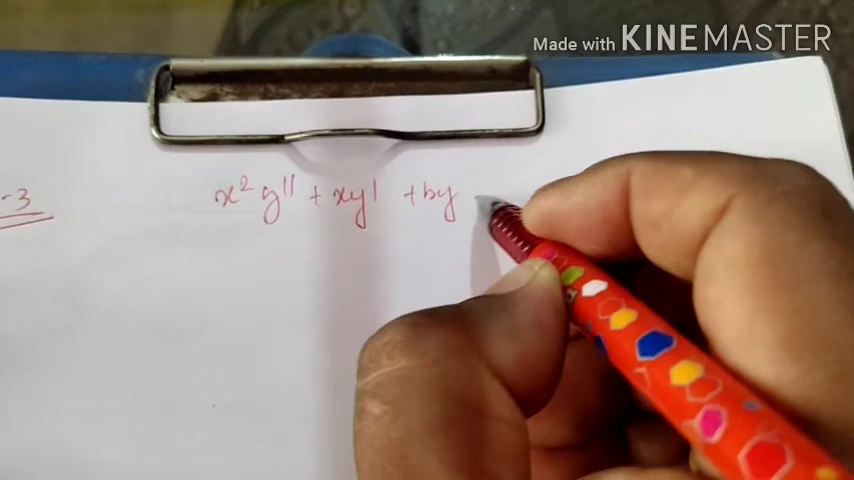 Made with KINEMASTER
-3
x² y'' + xy' + by